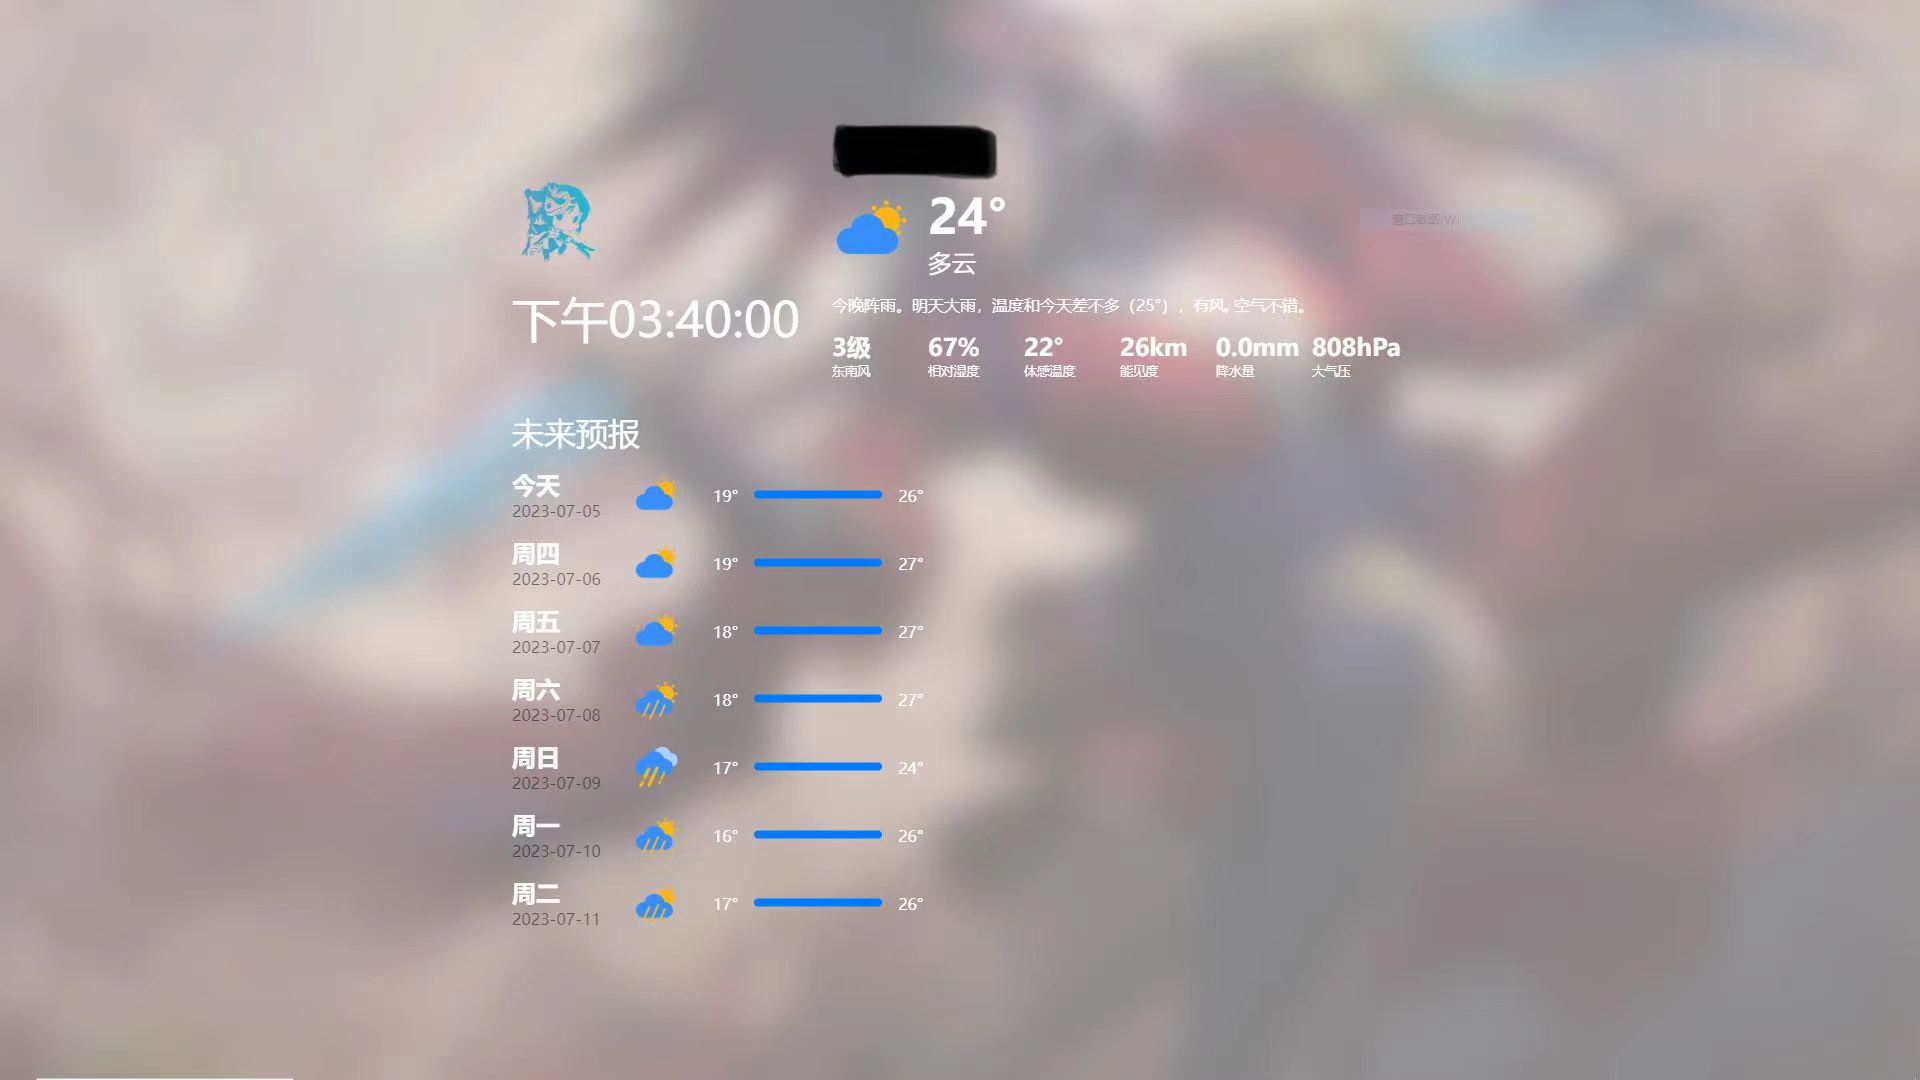 24°
多云
下午03:40:00
今晚阵雨。明天大雨，温度和今天差不多（25°），有风, 空气不错。
3级 67% 22° 26km 0.0mm 808hPa
东南风 相对湿度 体感温度 能见度 降水量 大气压
窗口截图(W)
未来预报
今天
2023-07-05
19° 26°
周四
2023-07-06
19° 27°
周五
2023-07-07
18° 27°
周六
2023-07-08
18° 27°
周日
2023-07-09
17° 24°
周一
2023-07-10
16° 26°
周二
2023-07-11
17° 26°